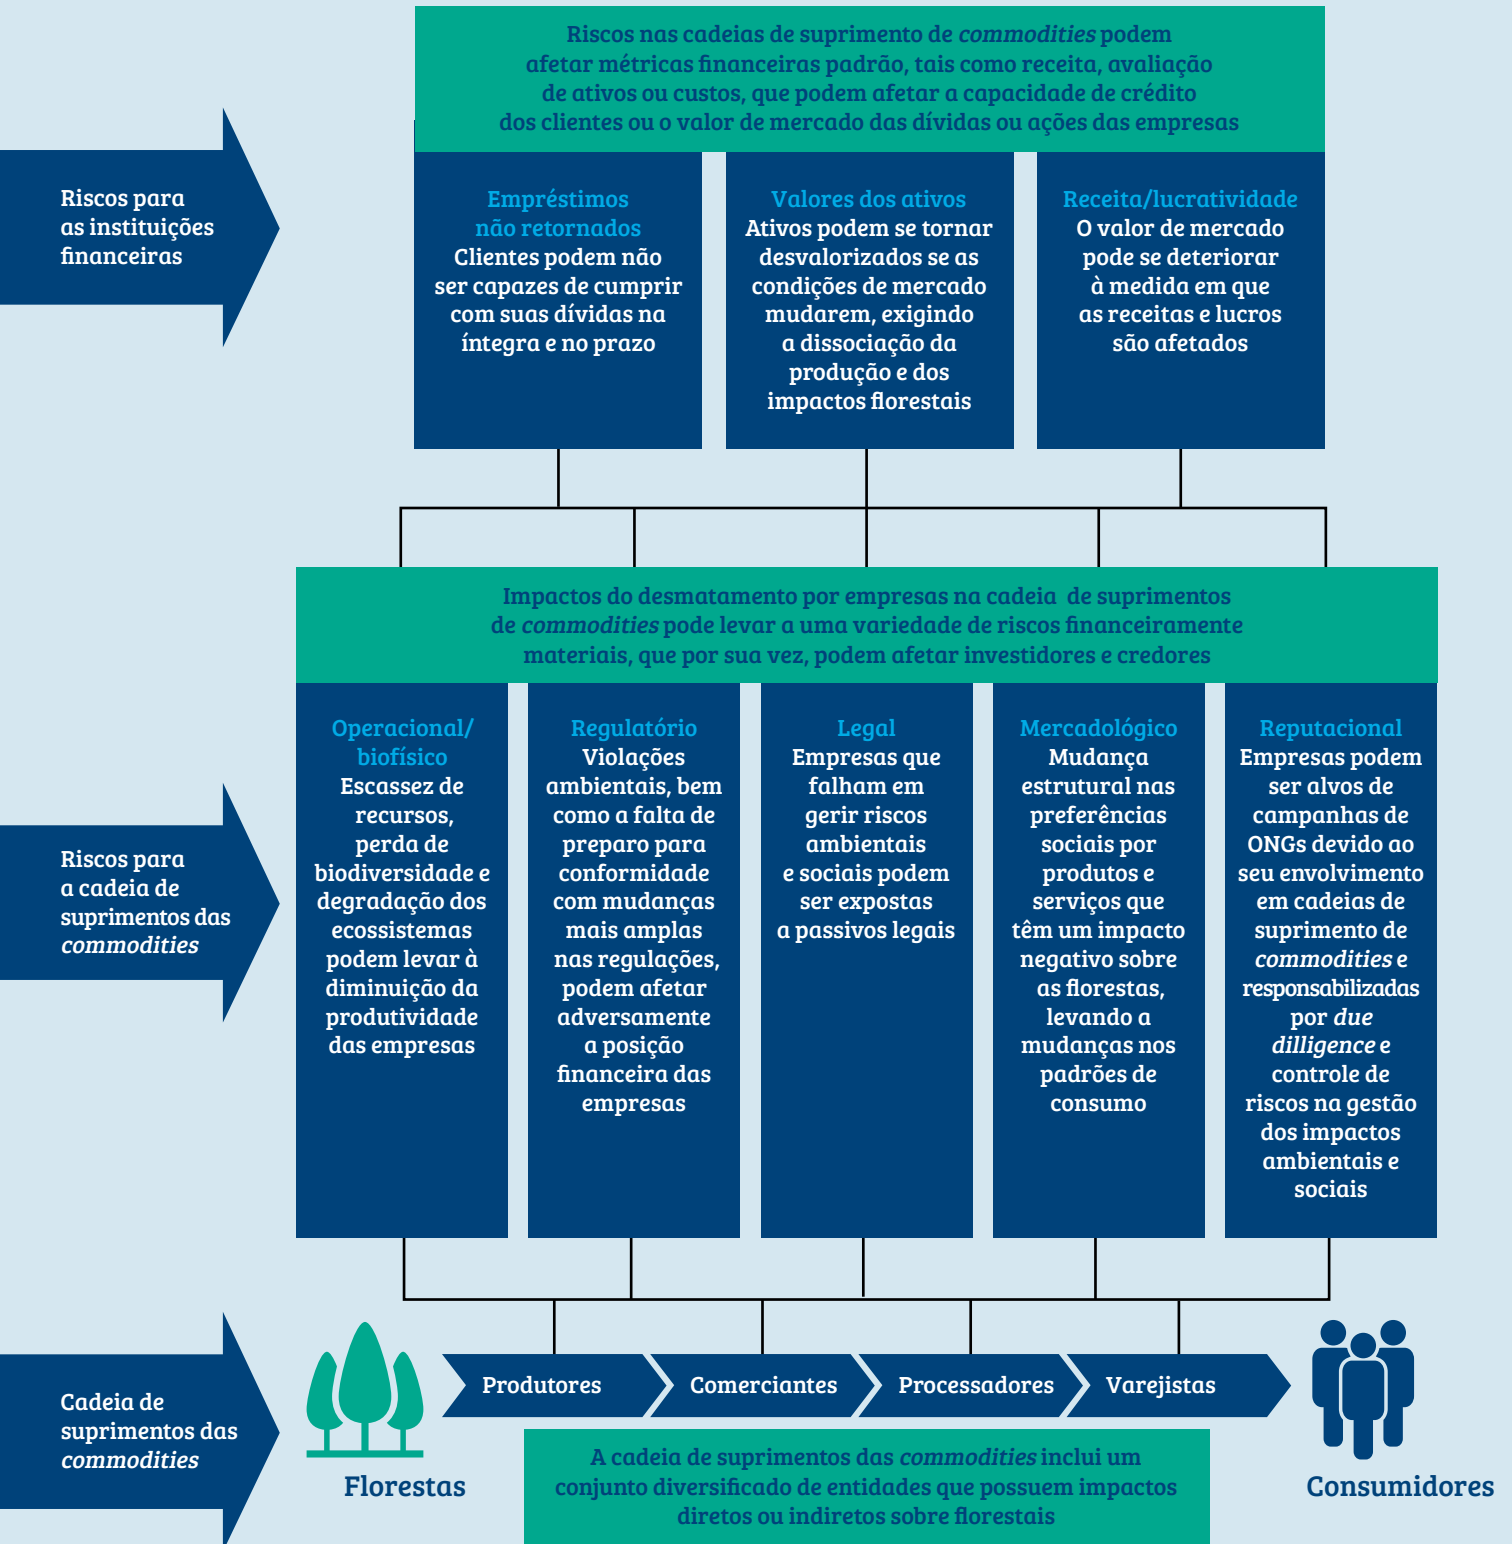 Riscos nas cadeias de suprimento de commodities podem
afetar métricas financeiras padrão, tais como receita, avaliação
de ativos ou custos, que podem afetar a capacidade de crédito
dos clientes ou o valor de mercado das dívidas ou ações das empresas
Riscos para
as instituições
financeiras
Empréstimos
não retornados
Clientes podem não
ser capazes de cumprir
com suas dívidas na
íntegra e no prazo
Valores dos ativos
Ativos podem se tornar
desvalorizados se as
condições de mercado
mudarem, exigindo
a dissociação da
produção e dos
impactos florestais
Receita/lucratividade
O valor de mercado
pode se deteriorar
à medida em que
as receitas e lucros
são afetados
Impactos do desmatamento por empresas na cadeia de suprimentos
de commodities pode levar a uma variedade de riscos financeiramente
materiais, que por sua vez, podem afetar investidores e credores
Riscos para
a cadeia de
suprimentos das
commodities
Operacional/
biofísico
Escassez de
recursos,
perda de
biodiversidade e
degradação dos
ecossistemas
podem levar à
diminuição da
produtividade
das empresas
Regulatório
Violações
ambientais, bem
como a falta de
preparo para
conformidade
com mudanças
mais amplas
nas regulações,
podem afetar
adversamente
a posição
financeira das
empresas
Legal
Empresas que
falham em
gerir riscos
ambientais
e sociais podem
ser expostas
a passivos legais
Mercadológico
Mudança
estrutural nas
preferências
sociais por
produtos e
serviços que
têm um impacto
negativo sobre
as florestas,
levando a
mudanças nos
padrões de
consumo
Reputacional
Empresas podem
ser alvos de
campanhas de
ONGs devido ao
seu envolvimento
em cadeias de
suprimento de
commodities e
responsabilizadas
por due
dilligence e
controle de
riscos na gestão
dos impactos
ambientais e
sociais
Cadeia de
suprimentos das
commodities
Florestas
Produtores
Comerciantes
Processadores
Varejistas
Consumidores
A cadeia de suprimentos das commodities inclui um
conjunto diversificado de entidades que possuem impactos
diretos ou indiretos sobre florestais